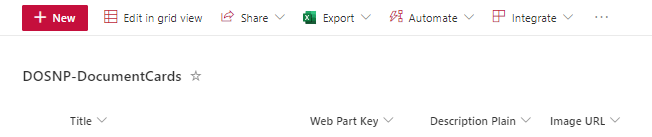 + New Edit in grid view Share Export Automate Integrate ...
DOSNP-DocumentCards
Title Web Part Key Description Plain Image URL